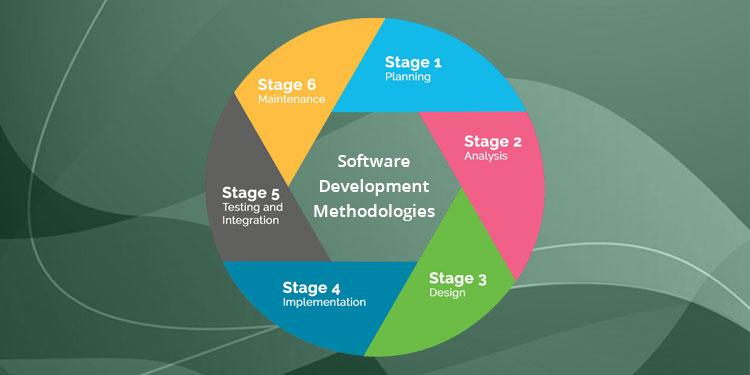 Stage 1
Planning
Stage 2
Analysis
Stage 3
Design
Stage 4
Implementation
Stage 5
Testing and
Integration
Stage 6
Maintenance
Software
Development
Methodologies